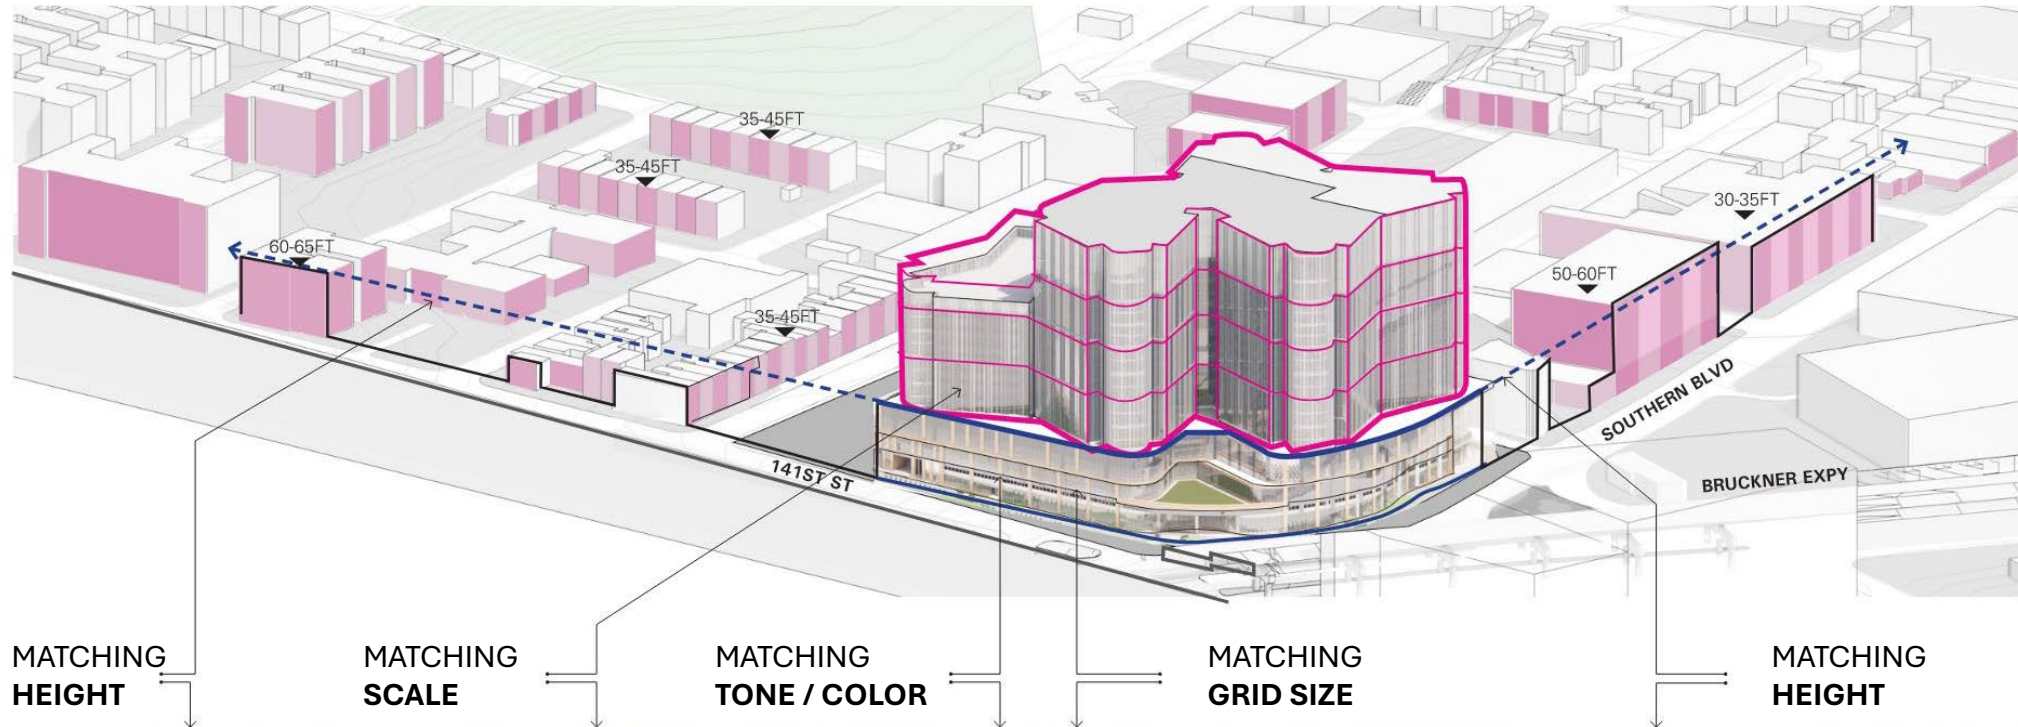 35-45FT
35-45FT
60-65FT
35-45FT
30-35FT
50-60FT
SOUTHERN BLVD
141ST ST
BRUCKNER EXPY
MATCHING
HEIGHT
MATCHING
SCALE
MATCHING
TONE / COLOR
MATCHING
GRID SIZE
MATCHING
HEIGHT